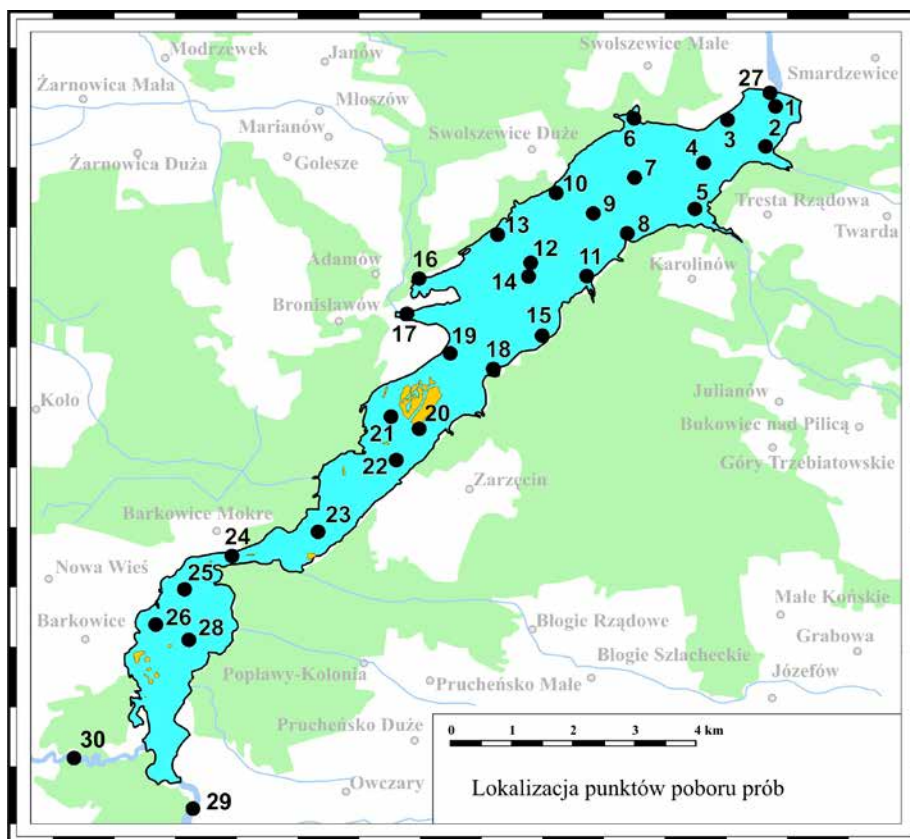 Modrzewek
Janów
Swolszewice Małe
Smardzewice
Żarnowica Mała
27
1
Młoszów
Marianów
6
3
2
Swolszewice Duże
4
Żarnowica Duża
Golesze
7
10
5
9
Tresta Rządowa
Twarda
13
8
16
12
11
Adamów
14
Karolinów
Bronisławów
17
15
19
18
Koło
Julianów
20
Bukowiec nad Pilicą
21
22
Góry Trzebiatowskie
Zarzęcin
Barkowice Mokre
23
24
Nowa Wieś
25
Małe Końskie
26
28
Barkowice
Błogie Rządowe
Grabowa
Błogie Szlacheckie
Popławy-Kolonia
Prucheńsko Małe
Józefów
Prucheńsko Duże
0 1 2 3 4 km
30
Owczary
Lokalizacja punktów poboru prób
29